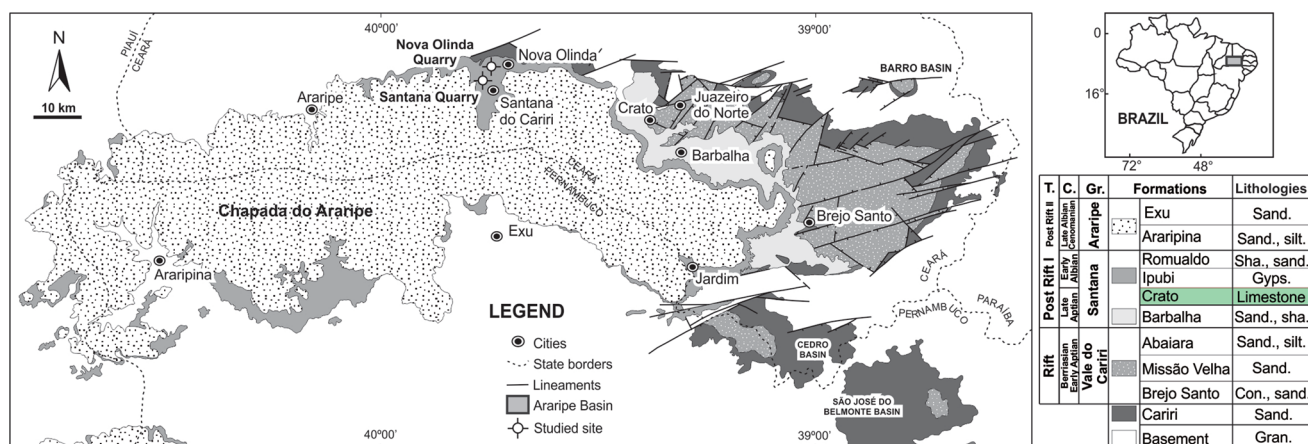 40º00′
39º00′
PIAUÍ
CEARÁ
N
10 km
Nova Olinda
Quarry
Nova Olinda′
Santana Quarry
Santana
do Cariri
Araripe
Crato
Juazeiro
do Norte
Barbalha
BARRO BASIN
CEARÁ
PERNAMBUCO
Chapada do Araripe
Exu
Araripina
Brejo Santo
Jardim
CEARÁ
PERNAMBUCO
PARAÍBA
CEDRO
BASIN
SÃO JOSÉ DO
BELMONTE BASIN
LEGEND
Cities
State borders
Lineaments
Araripe Basin
Studied site
40º00′
39º00′
0
16°
BRAZIL
72°
48°
T. C. Gr. Formations Lithologies
Post Rift II
Late Albian
Cenomanian
Araripe
Exu Sand.
Araripina Sand., silt.
Post Rift I
Early
Albian
Late
Aptian
Santana
Romualdo Sha., sand.
Ipubi Gyps.
Crato Limestone
Barbalha Sand., sha.
Rift
Berriasian
Early Aptian
Vale do
Cariri
Abaiara Sand., silt.
Missão Velha Sand.
Brejo Santo Con., sand.
Cariri Sand.
Basement Gran.